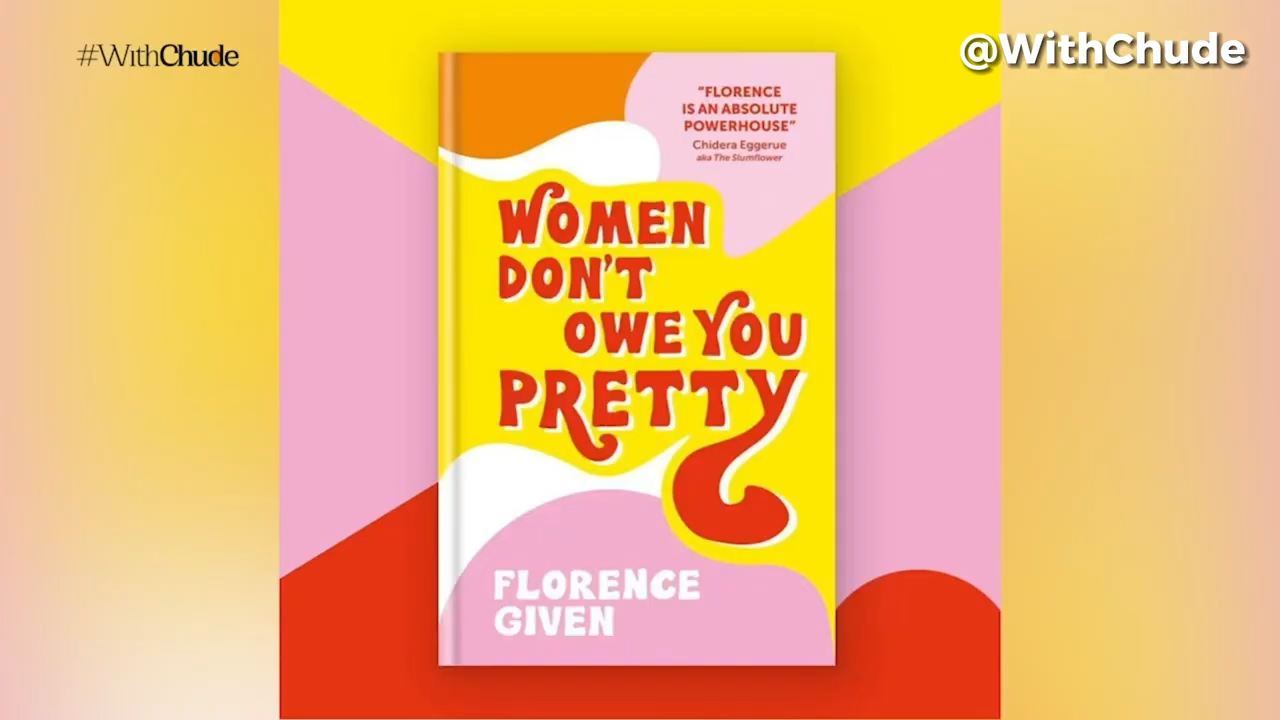 #WithChude
@WithChude
"FLORENCE
IS AN ABSOLUTE
POWERHOUSE"
Chidera Eggerue
aka The Slumflower
WOMEN
DON'T
OWE YOU
PRETTY
FLORENCE
GIVEN